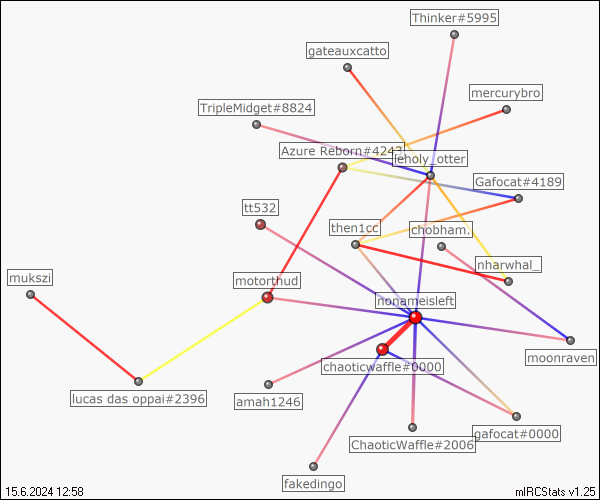 Thinker#5995
gateauxcatto
mercurybro
TripleMidget#8824
Azure Reborn#4243
leholy_otter
Gafocat#4189
tt532
then1cc
chobham.
nharwhal_
mukszi
motorthud
nonameisleft
moonraven
chaoticwaffle#0000
lucas das oppai#2396
amah1246
gafocat#0000
ChaoticWaffle#2006
fakedingo
15.6.2024 12:58
mIRCStats v1.25